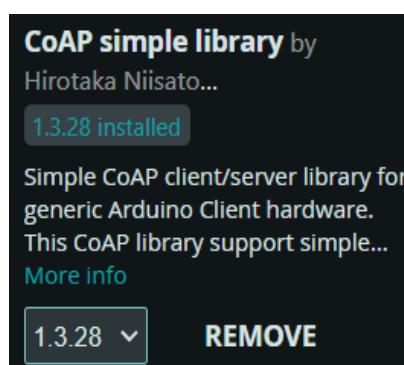 CoAP simple library by
Hirotaka Niisato...
1.3.28 installed
Simple CoAP client/server library for
generic Arduino Client hardware.
This CoAP library support simple...
More info
1.3.28 REMOVE